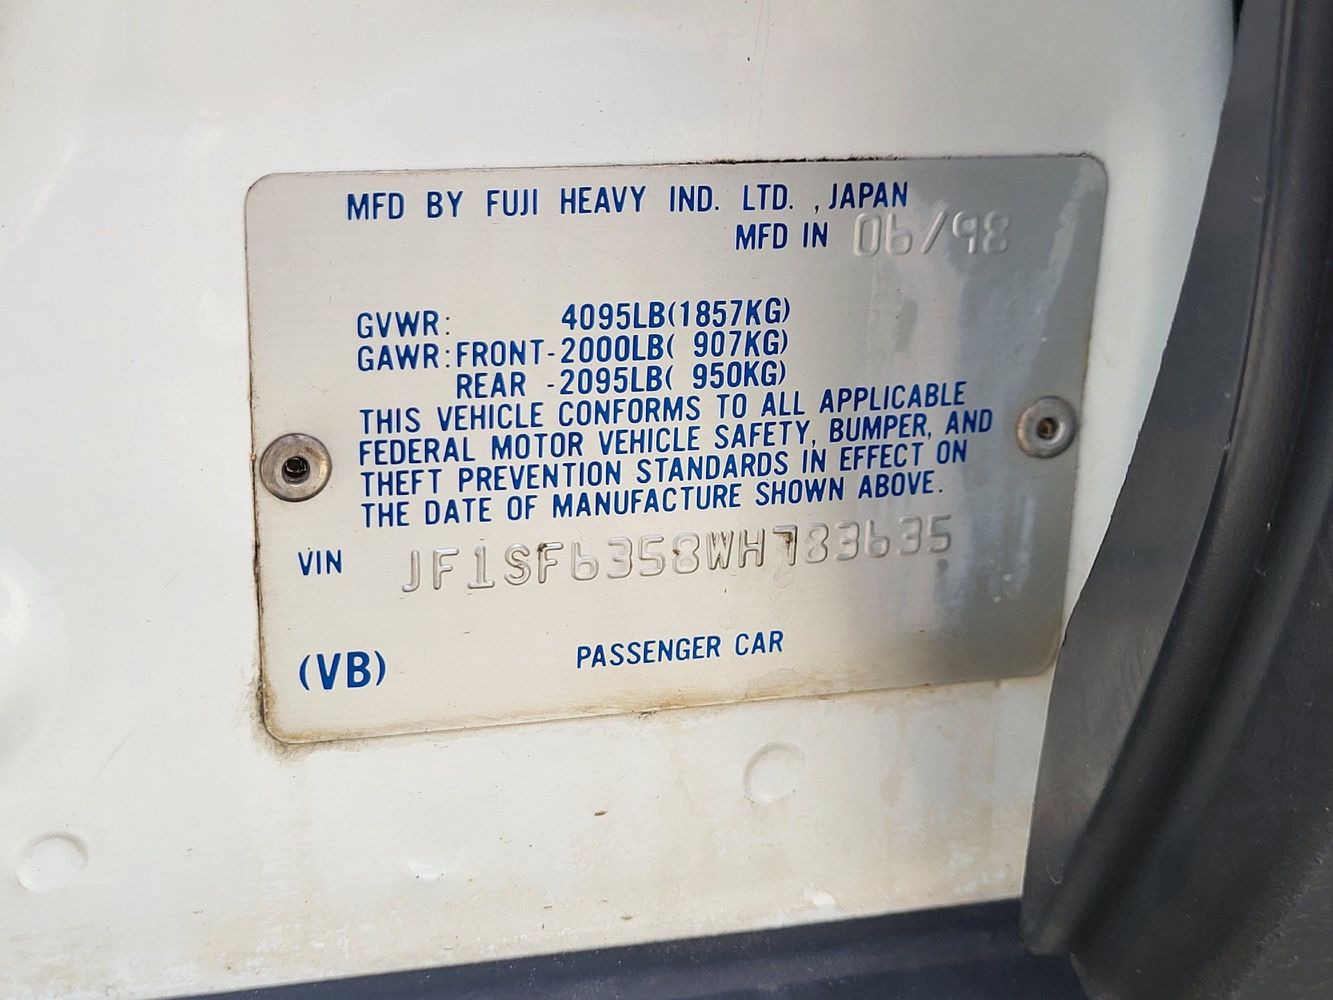 MFD BY FUJI HEAVY IND. LTD. , JAPAN
MFD IN 06/98
GVWR: 4095LB(1857KG)
GAWR:FRONT-2000LB( 907KG)
REAR -2095LB( 950KG)
THIS VEHICLE CONFORMS TO ALL APPLICABLE
FEDERAL MOTOR VEHICLE SAFETY, BUMPER, AND
THEFT PREVENTION STANDARDS IN EFFECT ON
THE DATE OF MANUFACTURE SHOWN ABOVE.
VIN JF1SF6358WH783635
(VB) PASSENGER CAR